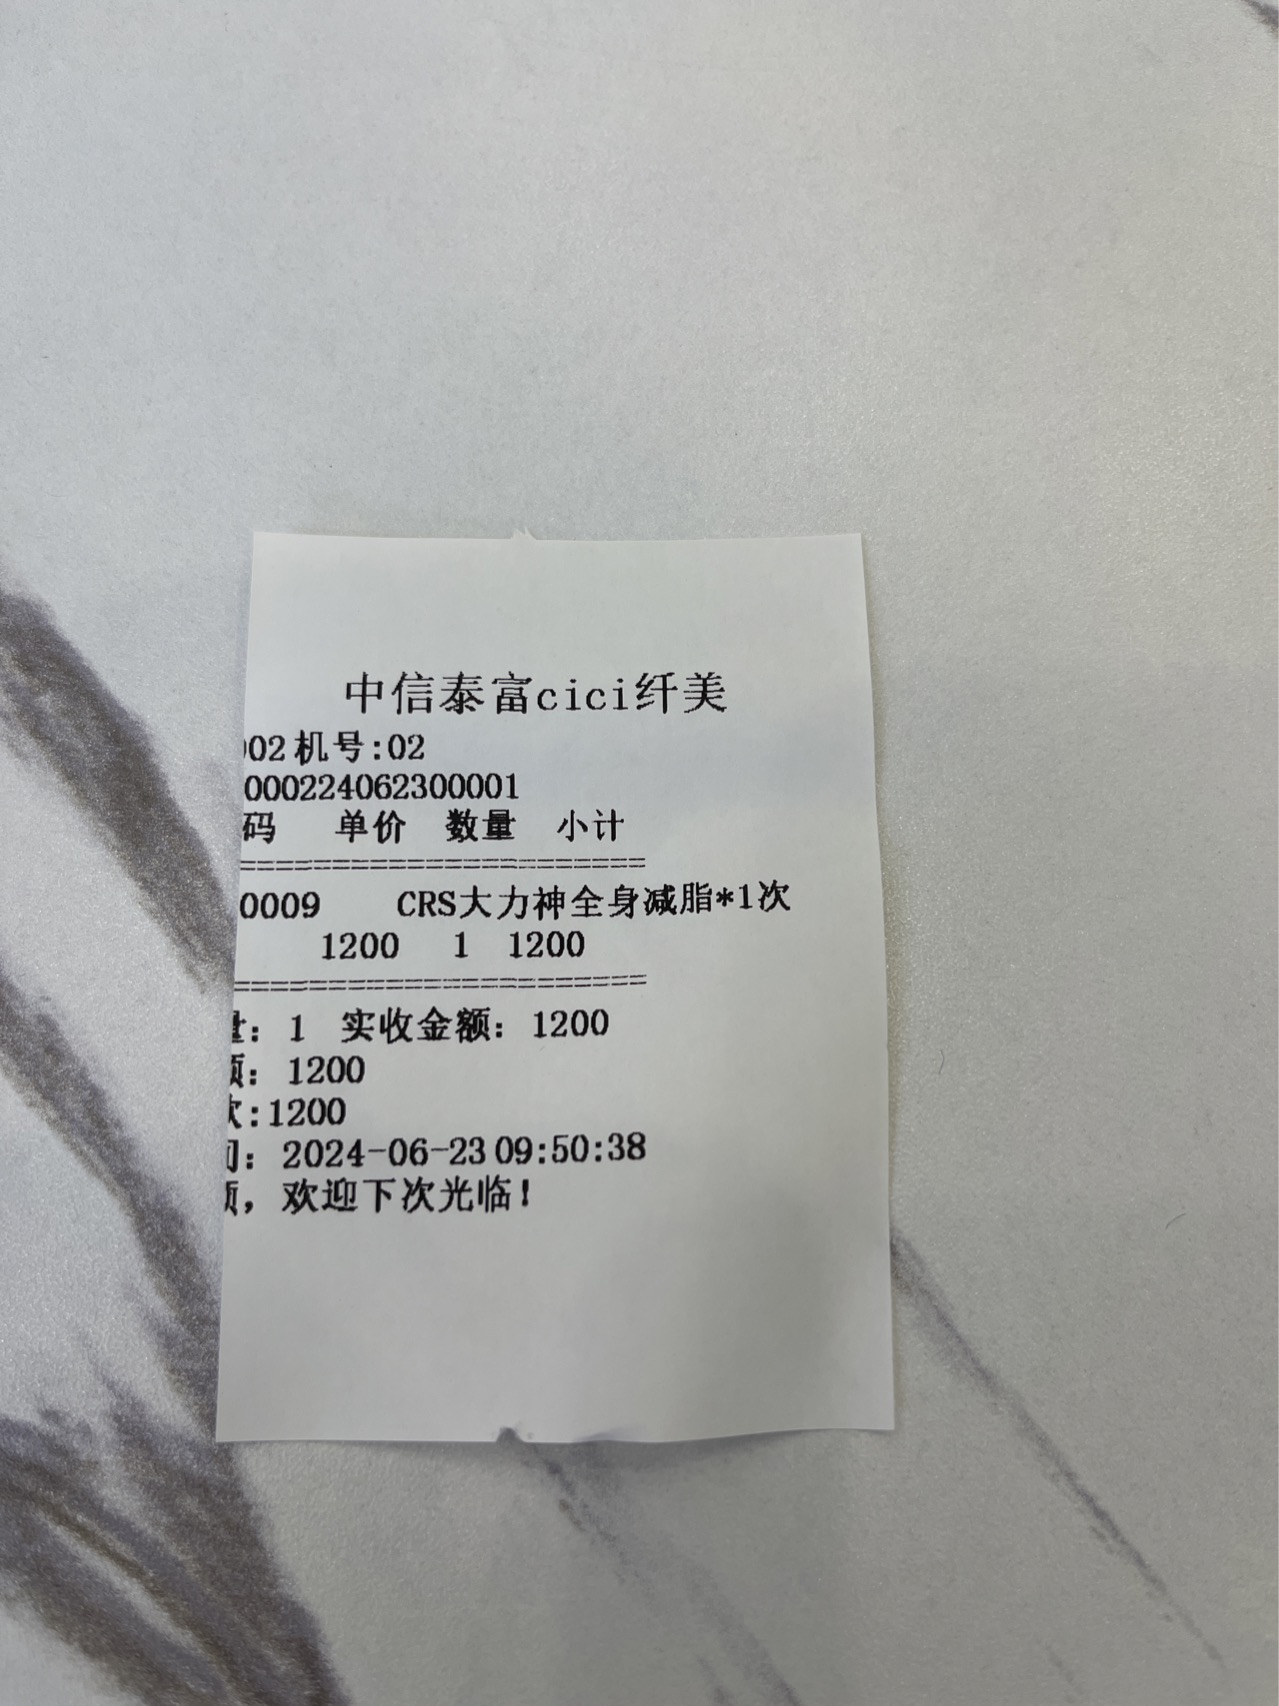 中信泰富cici纤美
02 机号:02
000224062300001
码 单价 数量 小计
======================
0009 CRS大力神全身减脂*1次
1200 1 1200
======================
: 1 实收金额: 1200
: 1200
:1200
: 2024-06-23 09:50:38
, 欢迎下次光临!